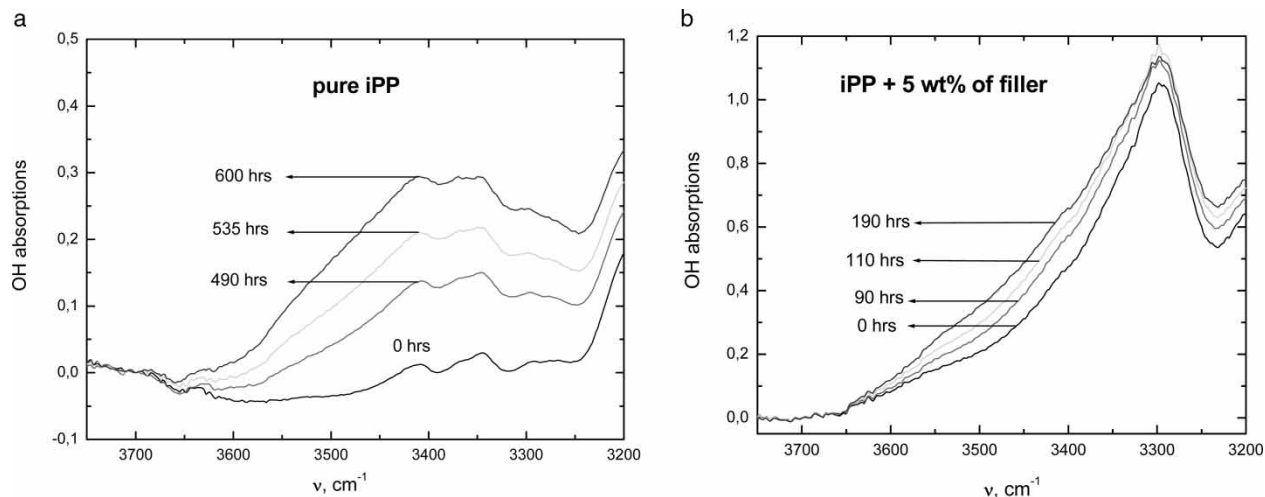 a
0,5
0,4
0,3
0,2
0,1
0,0
-0,1
OH absorptions
pure iPP
600 hrs
535 hrs
490 hrs
0 hrs
3700 3600 3500 3400 3300 3200
ν, cm-1
b
1,2
1,0
0,8
0,6
0,4
0,2
0,0
OH absorptions
iPP + 5 wt% of filler
190 hrs
110 hrs
90 hrs
0 hrs
3700 3600 3500 3400 3300 3200
ν, cm-1